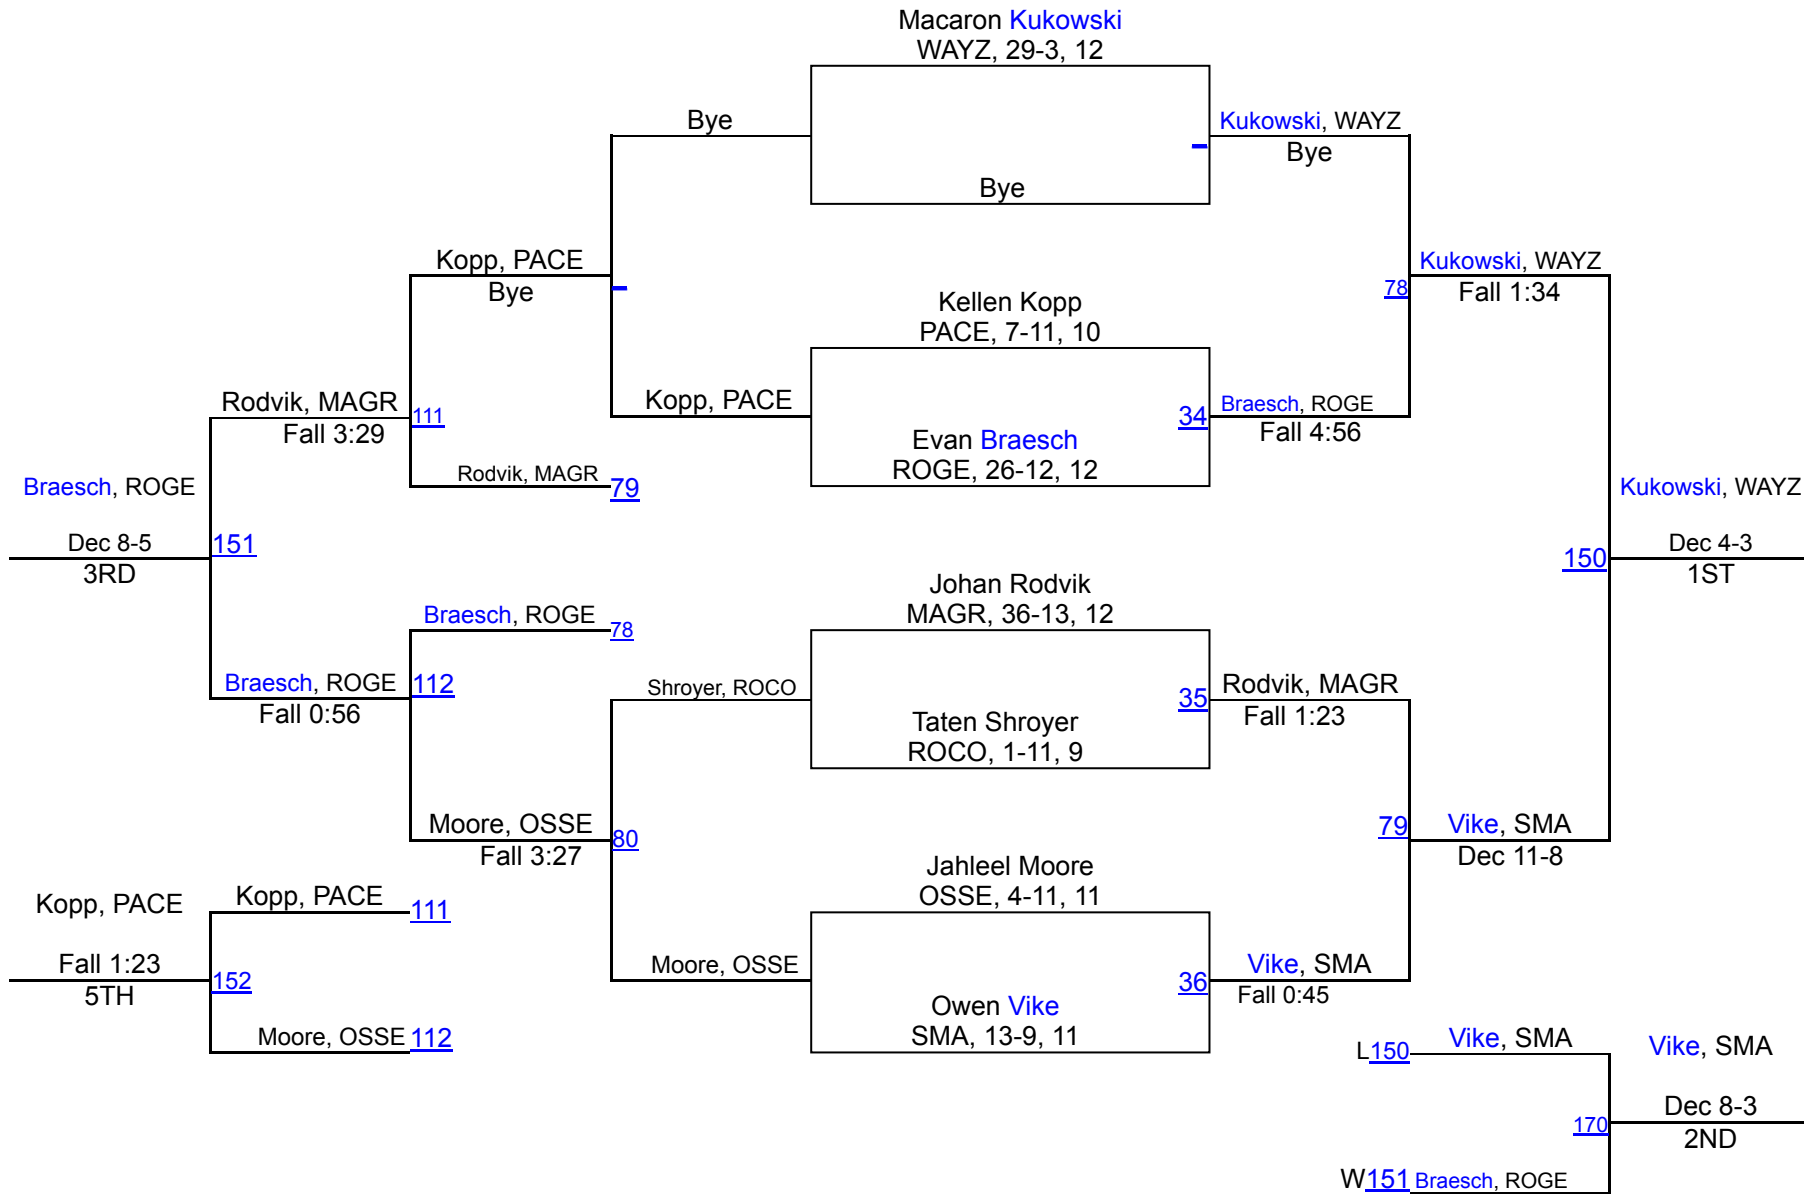 Macaron Kukowski
WAYZ, 29-3, 12
Bye
Kukowski, WAYZ
Bye
Bye
Kopp, PACE
Bye
Kukowski, WAYZ
Fall 1:34
78
Kellen Kopp
PACE, 7-11, 10
Rodvik, MAGR
Fall 3:29
111
Kopp, PACE
34
Braesch, ROGE
Fall 4:56
Evan Braesch
ROGE, 26-12, 12
Rodvik, MAGR
79
Braesch, ROGE
Dec 8-5
3RD
151
Kukowski, WAYZ
150
Dec 4-3
1ST
Johan Rodvik
MAGR, 36-13, 12
Braesch, ROGE
78
Braesch, ROGE
Fall 0:56
112
Shroyer, ROCO
35
Rodvik, MAGR
Fall 1:23
Taten Shroyer
ROCO, 1-11, 9
Moore, OSSE
Fall 3:27
80
79
Vike, SMA
Dec 11-8
Jahleel Moore
OSSE, 4-11, 11
Kopp, PACE
Kopp, PACE
111
Fall 1:23
5TH
152
Moore, OSSE
36
Vike, SMA
Fall 0:45
Owen Vike
SMA, 13-9, 11
Moore, OSSE
112
L150
Vike, SMA
Vike, SMA
170
Dec 8-3
2ND
W151
Braesch, ROGE